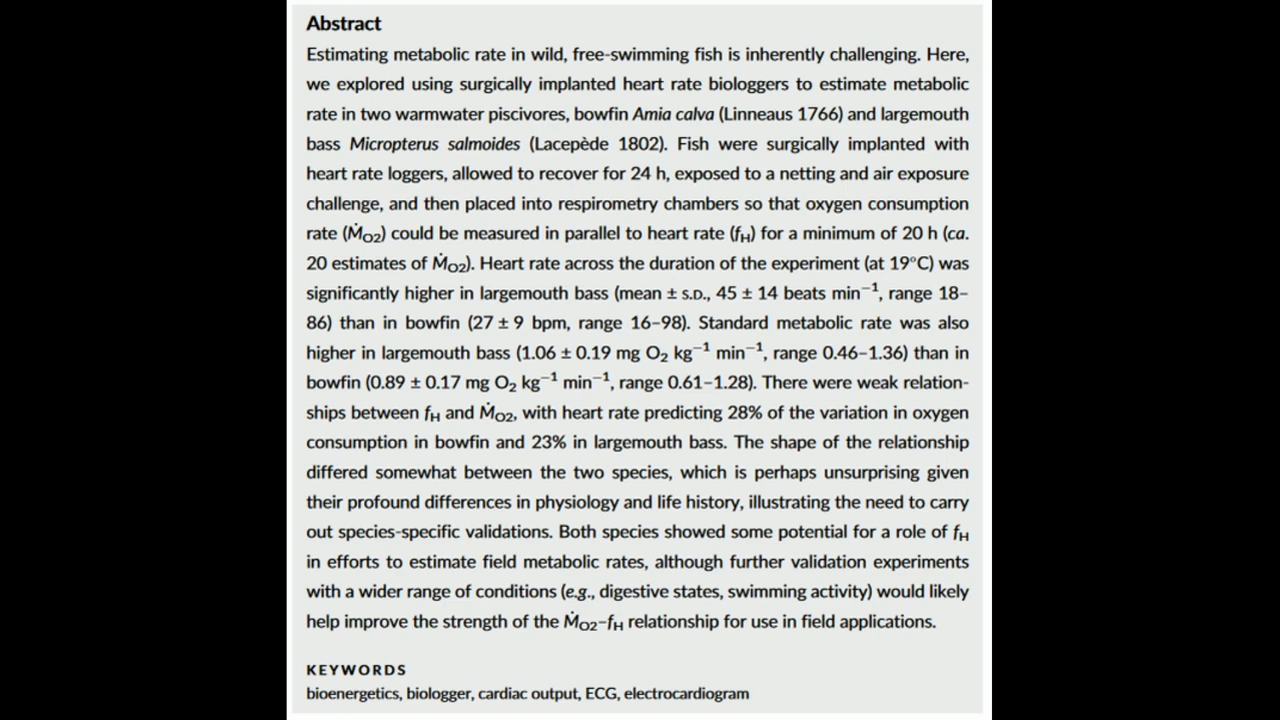 Abstract
Estimating metabolic rate in wild, free-swimming fish is inherently challenging. Here,
we explored using surgically implanted heart rate biologgers to estimate metabolic
rate in two warmwater piscivores, bowfin Amia calva (Linneaus 1766) and largemouth
bass Micropterus salmoides (Lacepède 1802). Fish were surgically implanted with
heart rate loggers, allowed to recover for 24 h, exposed to a netting and air exposure
challenge, and then placed into respirometry chambers so that oxygen consumption
rate (ṀO2) could be measured in parallel to heart rate (fH) for a minimum of 20 h (ca.
20 estimates of ṀO2). Heart rate across the duration of the experiment (at 19°C) was
significantly higher in largemouth bass (mean ± S.D., 45 ± 14 beats min⁻¹, range 18–
86) than in bowfin (27 ± 9 bpm, range 16–98). Standard metabolic rate was also
higher in largemouth bass (1.06 ± 0.19 mg O₂ kg⁻¹ min⁻¹, range 0.46–1.36) than in
bowfin (0.89 ± 0.17 mg O₂ kg⁻¹ min⁻¹, range 0.61–1.28). There were weak relation-
ships between fH and ṀO2, with heart rate predicting 28% of the variation in oxygen
consumption in bowfin and 23% in largemouth bass. The shape of the relationship
differed somewhat between the two species, which is perhaps unsurprising given
their profound differences in physiology and life history, illustrating the need to carry
out species-specific validations. Both species showed some potential for a role of fH
in efforts to estimate field metabolic rates, although further validation experiments
with a wider range of conditions (e.g., digestive states, swimming activity) would likely
help improve the strength of the ṀO2–fH relationship for use in field applications.
KEYWORDS
bioenergetics, biologger, cardiac output, ECG, electrocardiogram